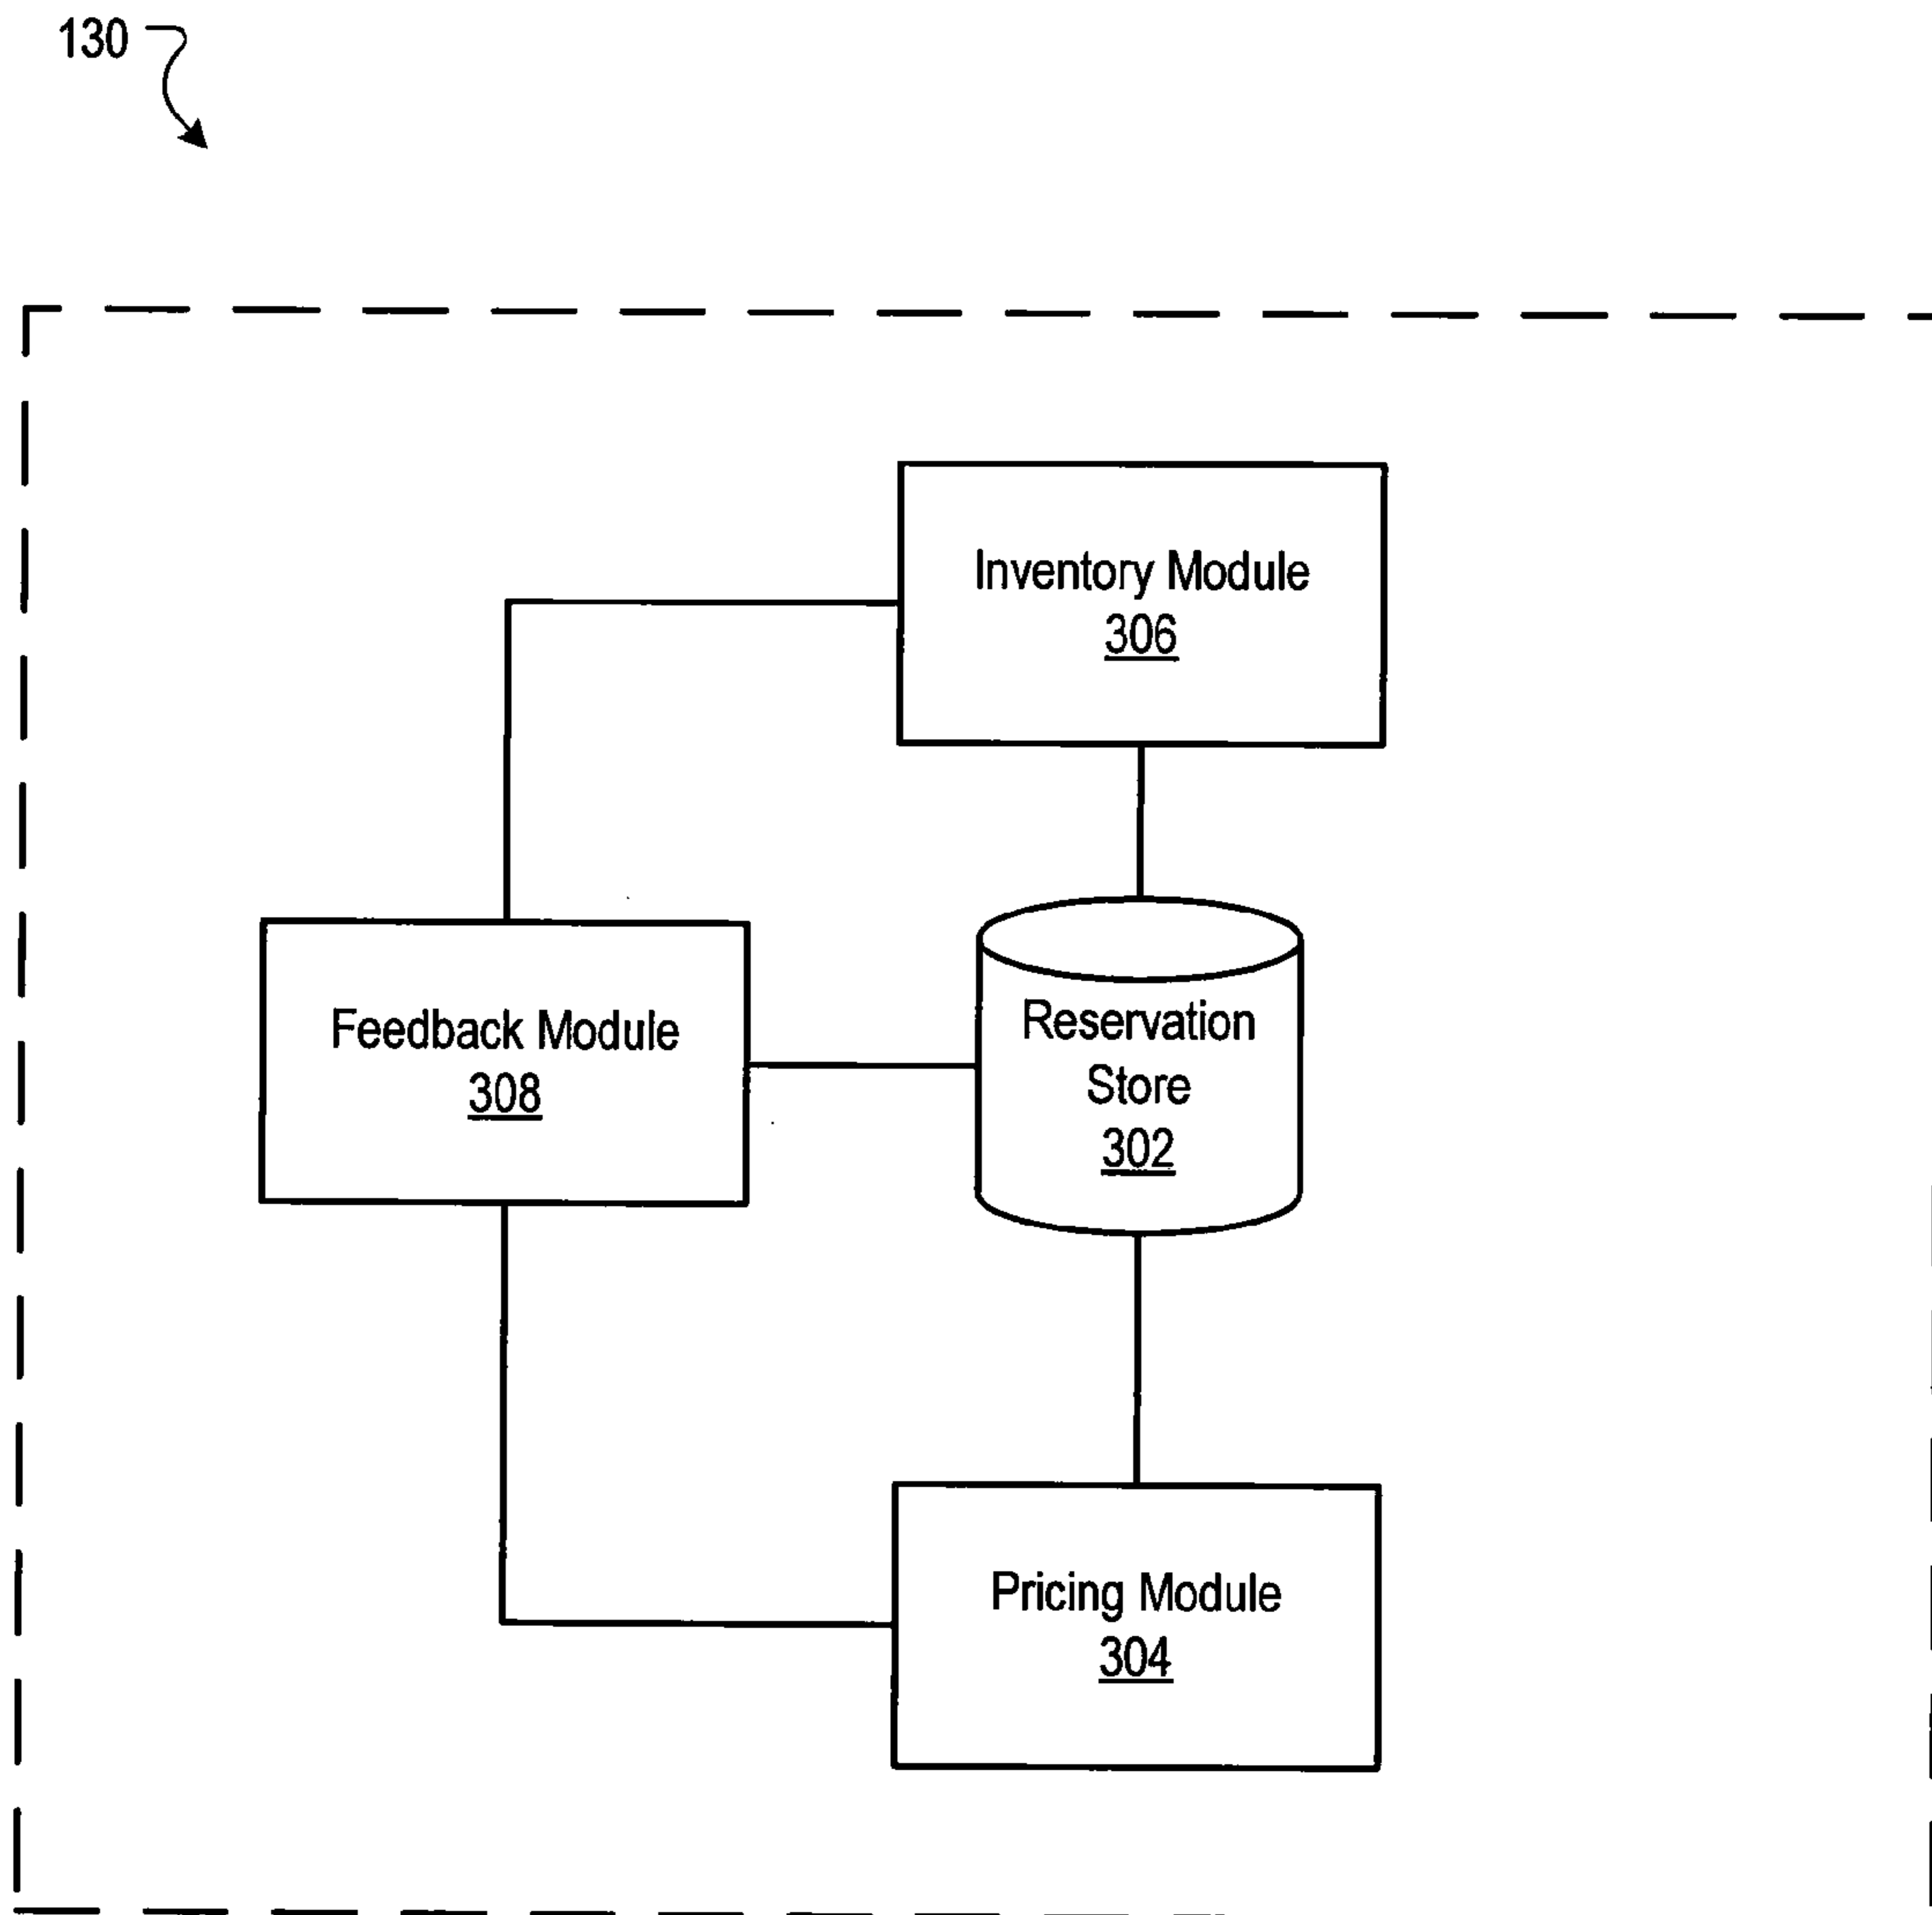 130
Inventory Module
306
Feedback Module
308
Reservation
Store
302
Pricing Module
304